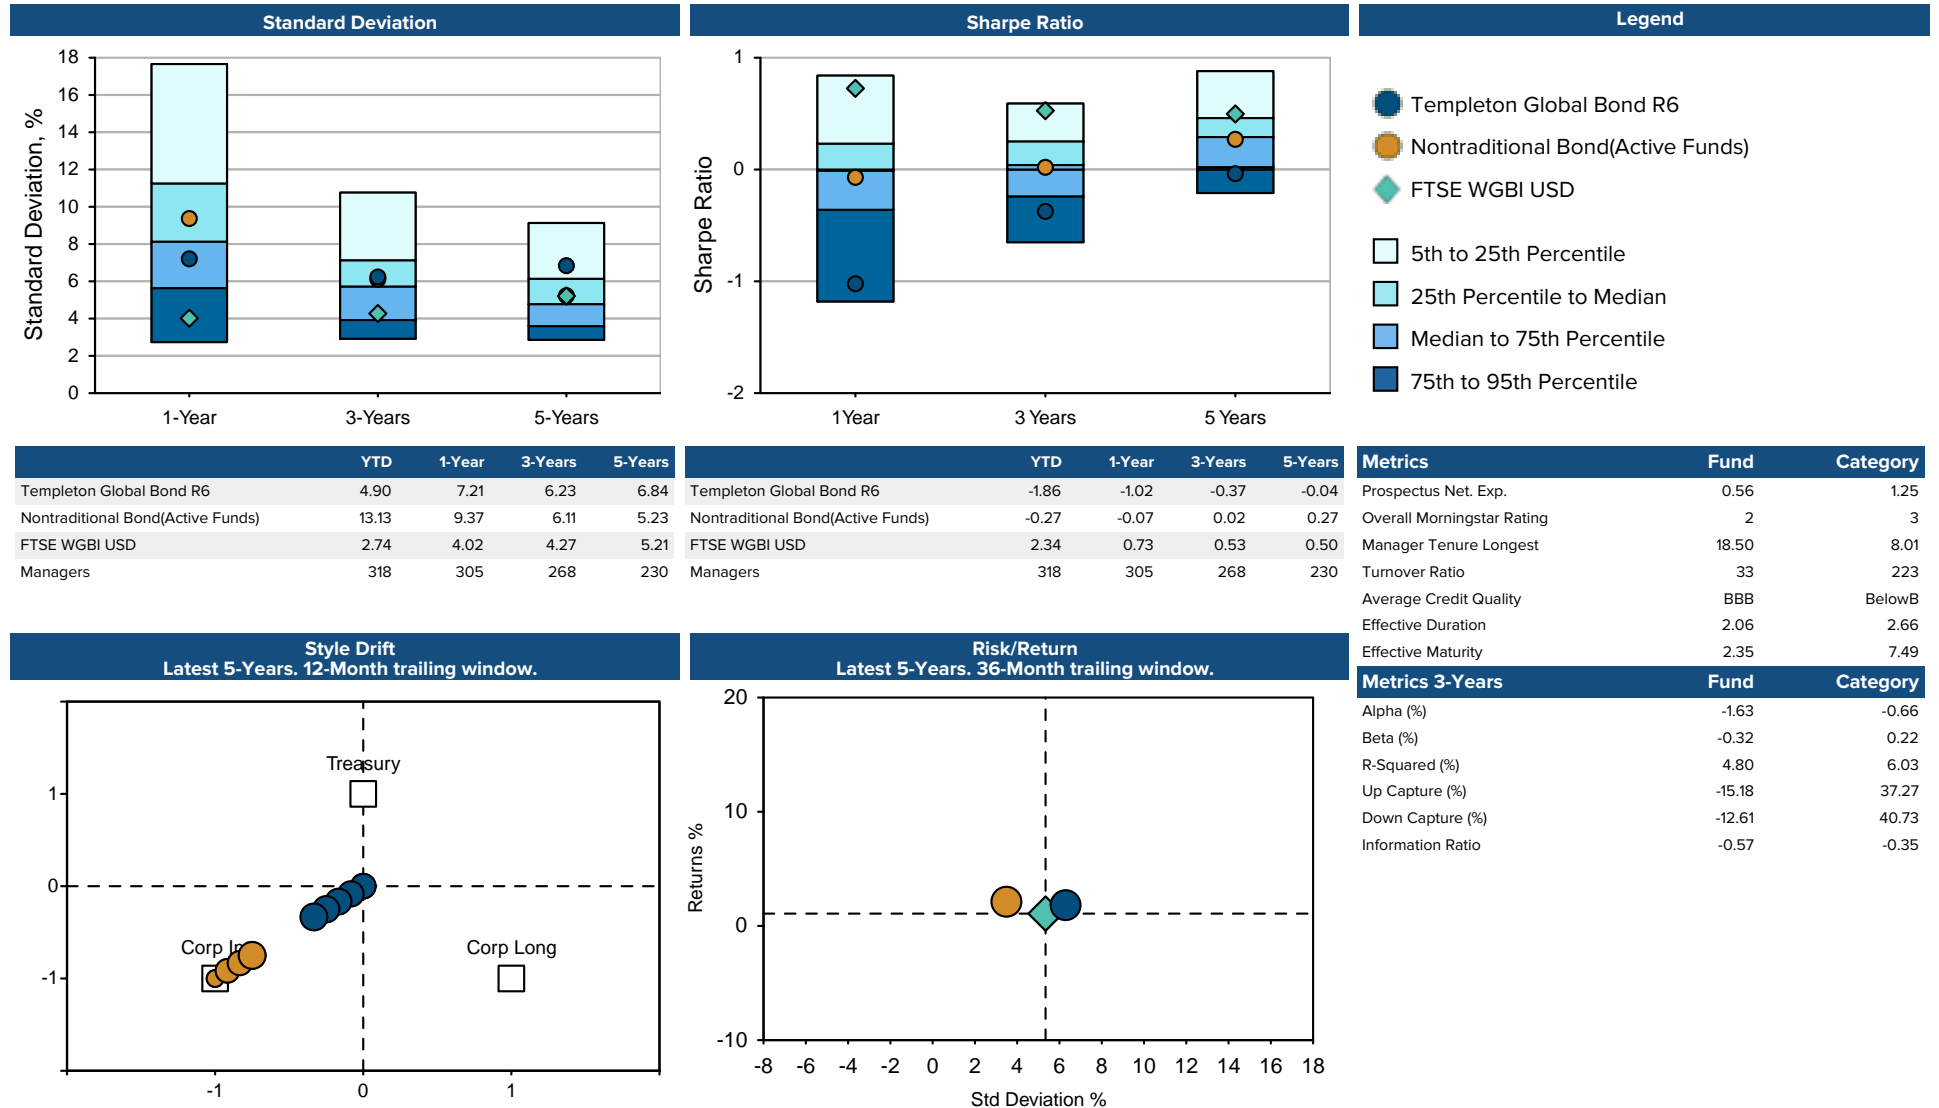 Standard Deviation
Sharpe Ratio
Legend
18
16
14
12
10
8
6
4
2
0
Standard Deviation, %
1-Year
3-Years
5-Years
1
0
-1
-2
Sharpe Ratio
1Year
3 Years
5 Years
Templeton Global Bond R6
Nontraditional Bond(Active Funds)
FTSE WGBI USD
5th to 25th Percentile
25th Percentile to Median
Median to 75th Percentile
75th to 95th Percentile
YTD 1-Year 3-Years 5-Years
Templeton Global Bond R6 4.90 7.21 6.23 6.84
Nontraditional Bond(Active Funds) 13.13 9.37 6.11 5.23
FTSE WGBI USD 2.74 4.02 4.27 5.21
Managers 318 305 268 230
YTD 1-Year 3-Years 5-Years
Templeton Global Bond R6 -1.86 -1.02 -0.37 -0.04
Nontraditional Bond(Active Funds) -0.27 -0.07 0.02 0.27
FTSE WGBI USD 2.34 0.73 0.53 0.50
Managers 318 305 268 230
Metrics Fund Category
Prospectus Net. Exp. 0.56 1.25
Overall Morningstar Rating 2 3
Manager Tenure Longest 18.50 8.01
Turnover Ratio 33 223
Average Credit Quality BBB BelowB
Effective Duration 2.06 2.66
Effective Maturity 2.35 7.49
Metrics 3-Years Fund Category
Alpha (%) -1.63 -0.66
Beta (%) -0.32 0.22
R-Squared (%) 4.80 6.03
Up Capture (%) -15.18 37.27
Down Capture (%) -12.61 40.73
Information Ratio -0.57 -0.35
Style Drift
Latest 5-Years. 12-Month trailing window.
Treasury
Corp Long
Corp
1
0
-1
-1 0 1
Risk/Return
Latest 5-Years. 36-Month trailing window.
20
10
0
-10
Returns %
-8 -6 -4 -2 0 2 4 6 8 10 12 14 16 18
Std Deviation %